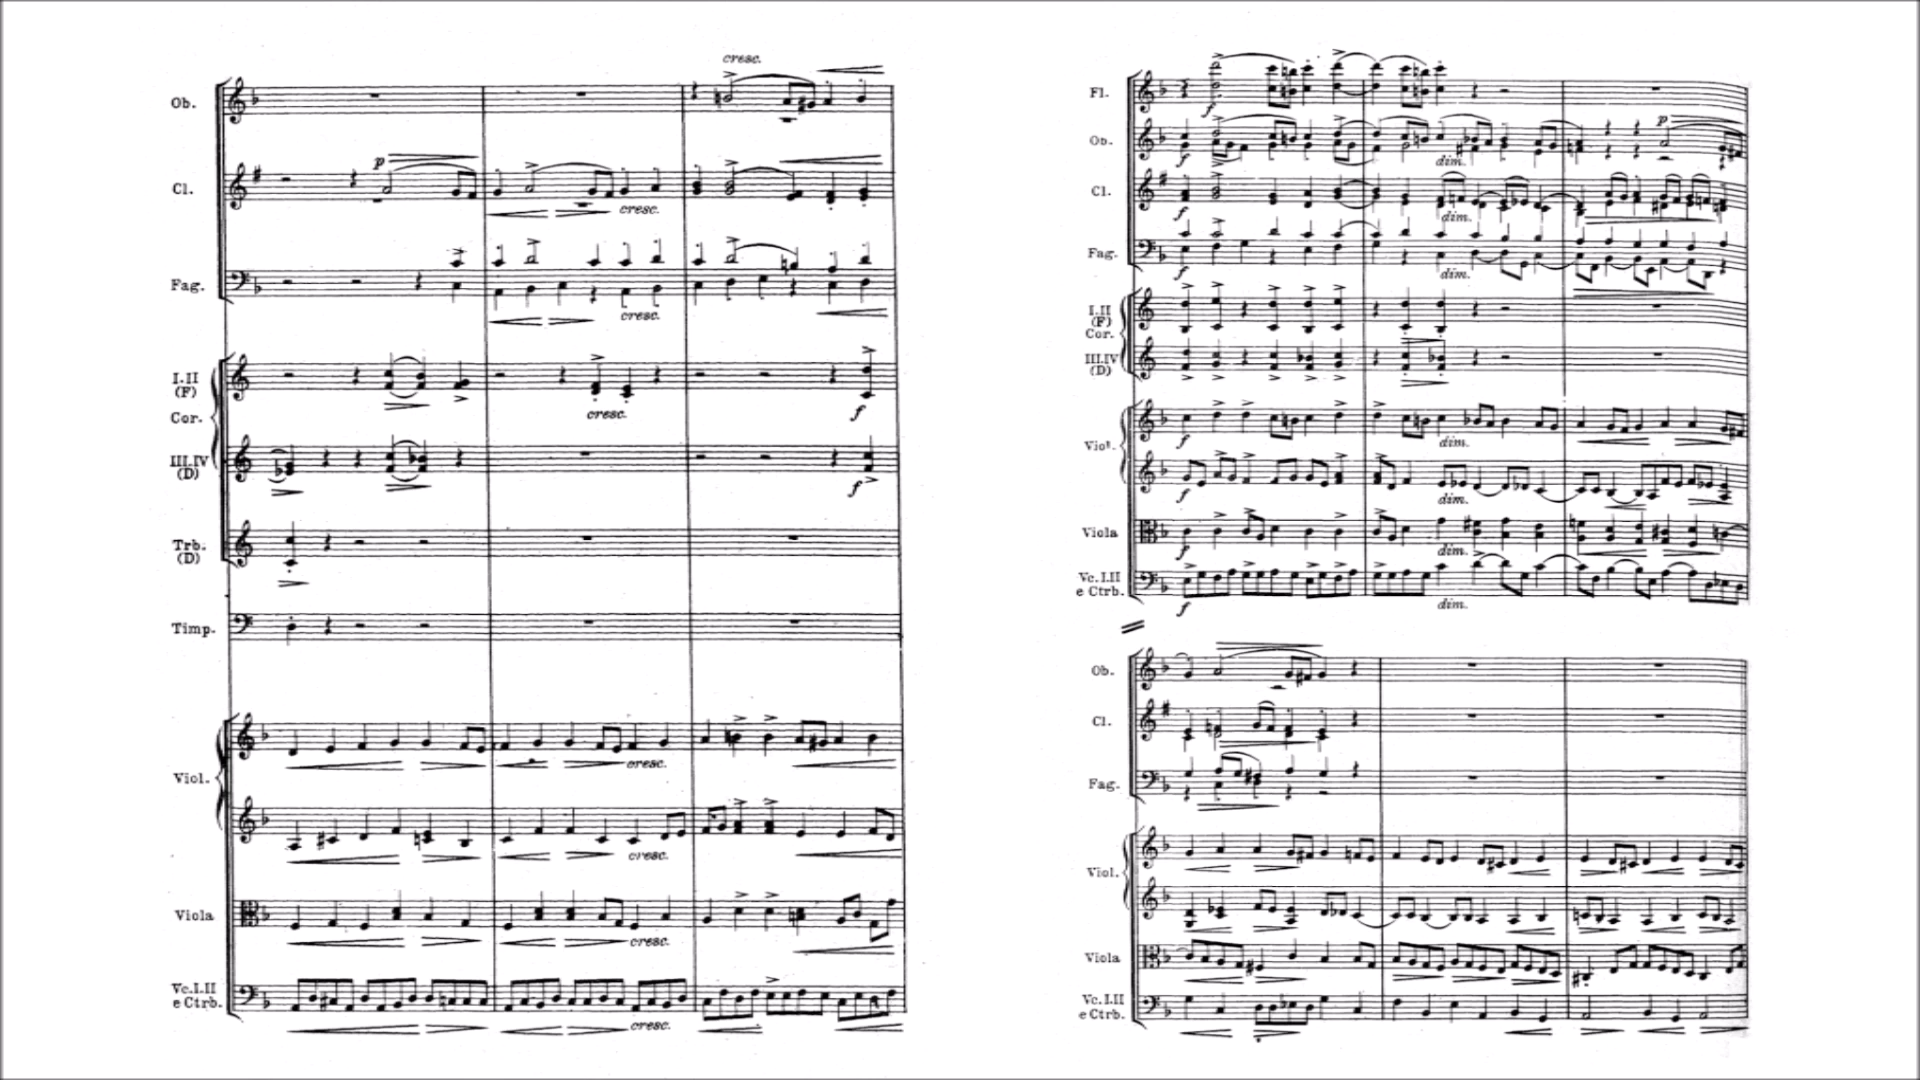 cresc.
Ob.
p
Cl.
cresc.
Fag.
cresc.
I.II
(F)
cresc.
f
Cor.
III.IV
(D)
f
Trb.
(D)
Timp.
cresc.
Viol.
cresc.
Viola
cresc.
Vc. I.II
e Ctrb.
cresc.
Fl.
f
p
Ob.
f
dim.
Cl.
f
dim.
Fag.
f
dim.
I.II
(F)
Cor.
III.IV
(D)
f
dim.
Viol.
f
dim.
Viola
f
dim.
Vc. I.II
e Ctrb.
f
dim.
Ob.
Cl.
Fag.
Viol.
Viola
Vc. I.II
e Ctrb.